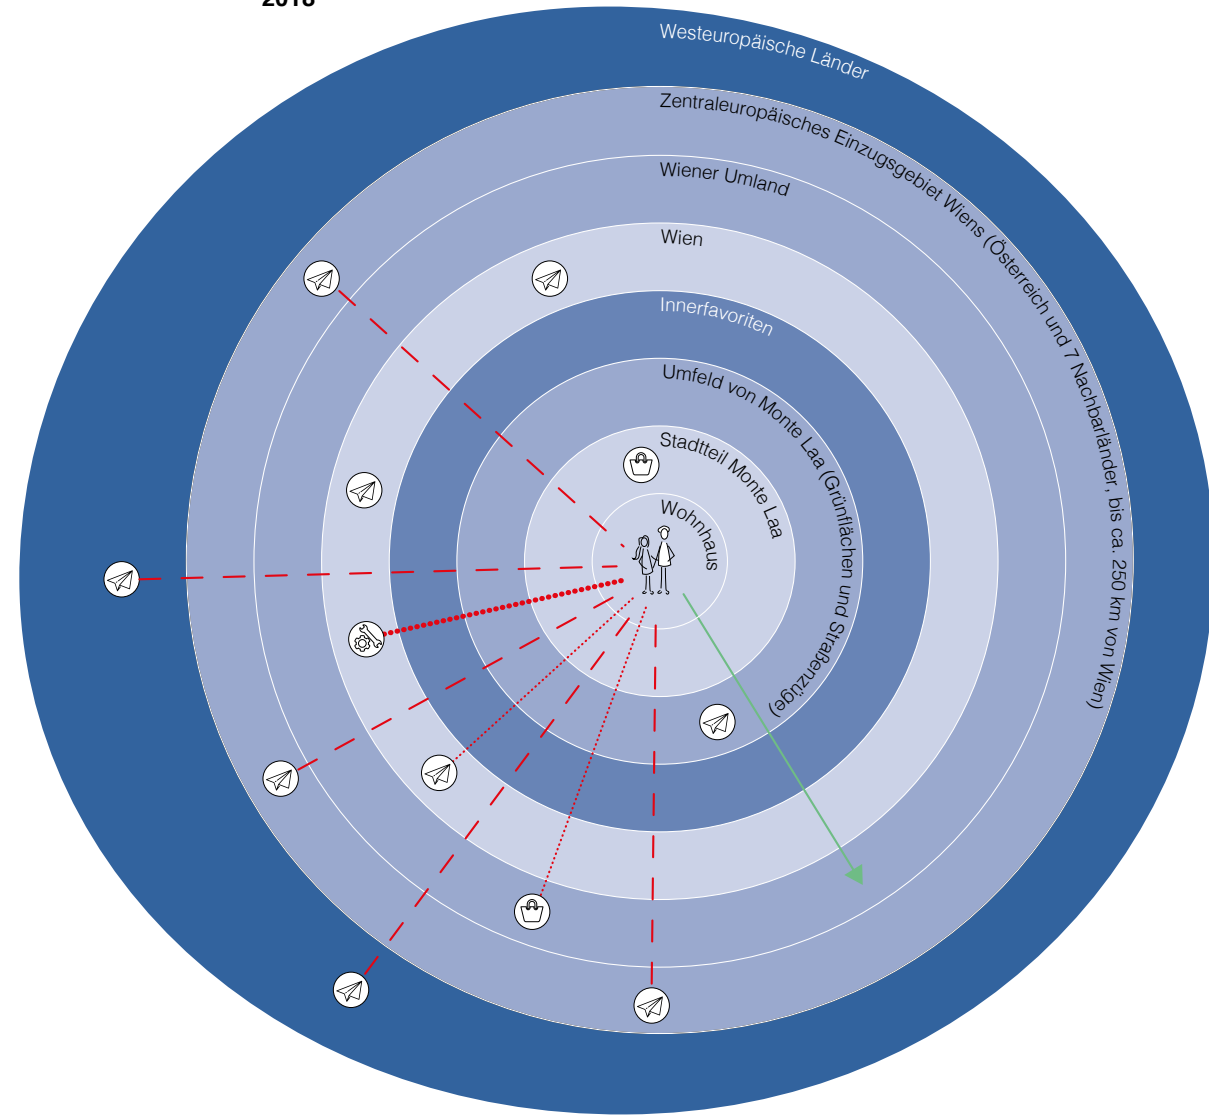 2018
Westeuropäische Länder
Zentraleuropäisches Einzugsgebiet Wiens (Österreich und 7 Nachbarländer, bis ca. 250 km von Wien)
Wiener Umland
Wien
Innerfavoriten
Umfeld von Monte Laa (Grünflächen und Straßenzüge)
Stadtteil Monte Laa
Wohnhaus